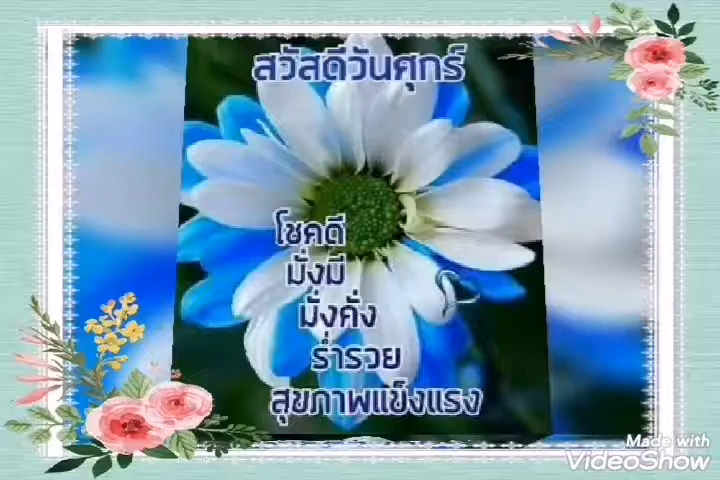 สวัสดีวันศุกร์
โชคดี
มั่งมี
มั่งคั่ง
ร่ำรวย
สุขภาพแข็งแรง
Made with
VideoShow